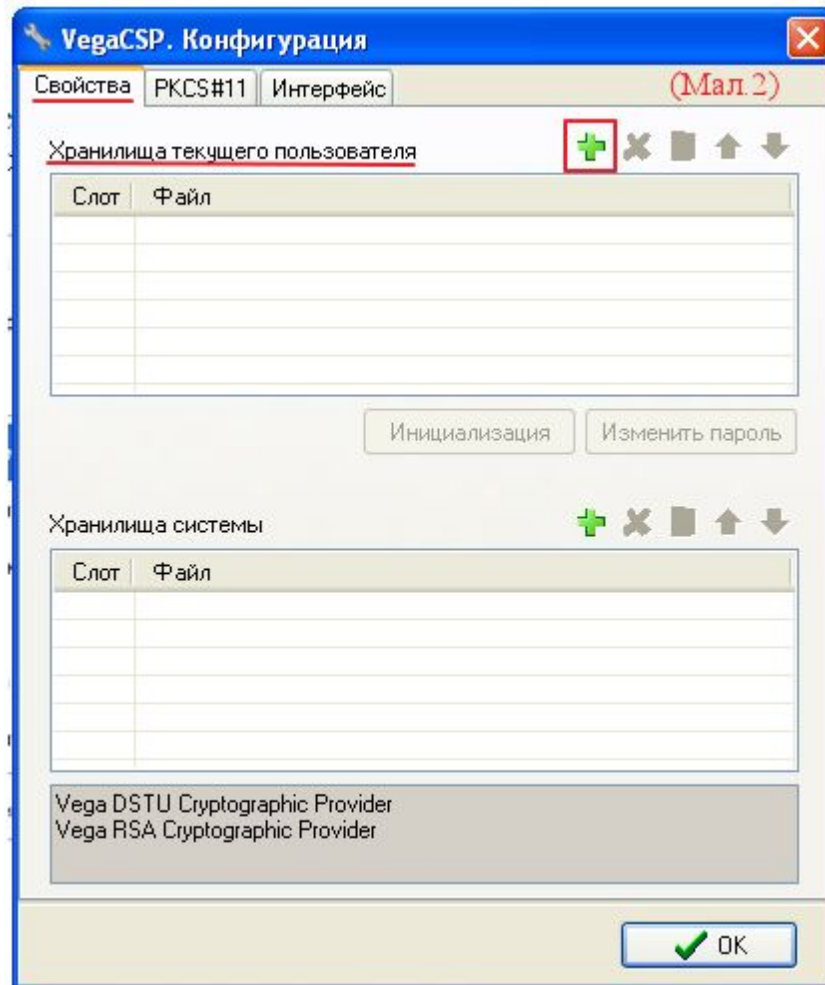 VegaCSP. Конфигурация
Свойства PKCS#11 Интерфейс (Мал.2)
Хранилища текущего пользователя
Слот Файл
Инициализация Изменить пароль
Хранилища системы
Слот Файл
Vega DSTU Cryptographic Provider
Vega RSA Cryptographic Provider
OK